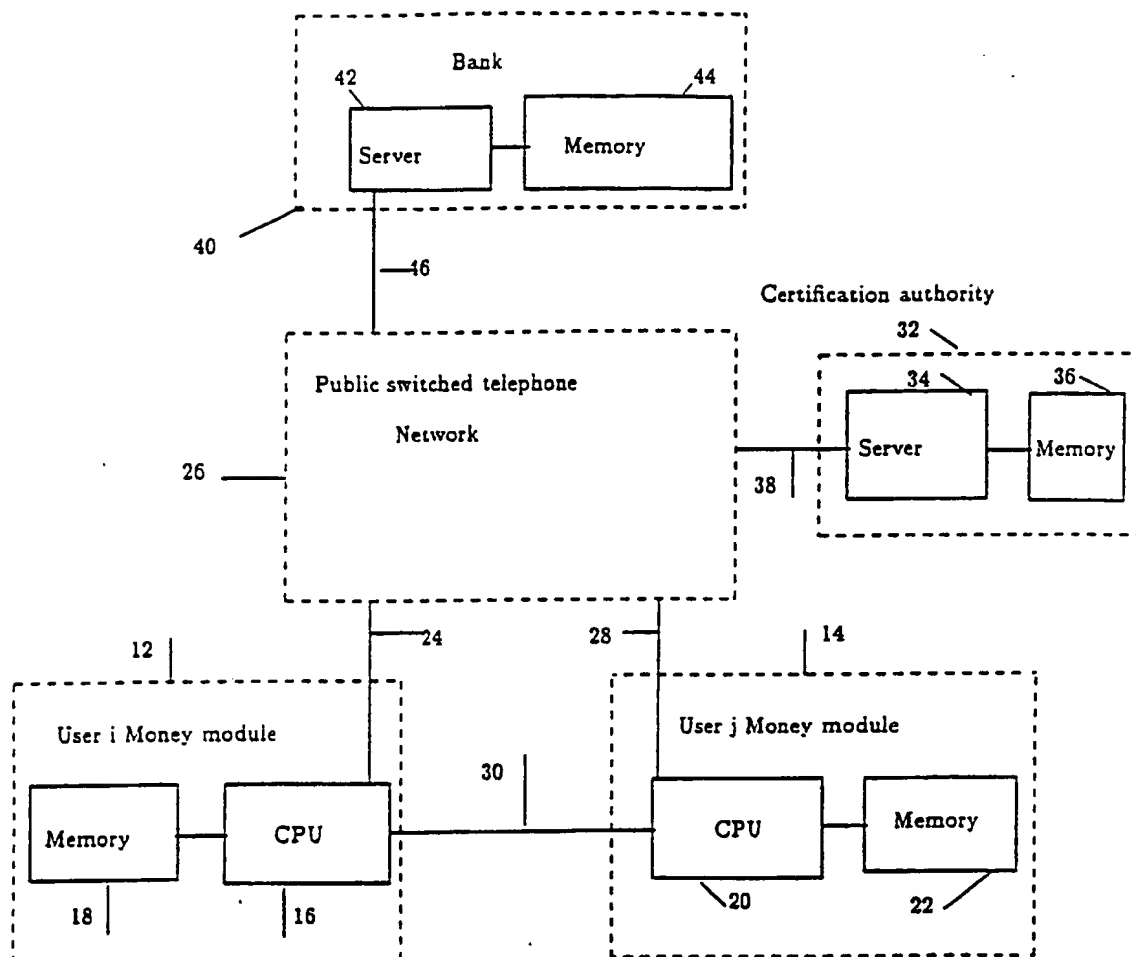 Bank
42
44
Server
Memory
40
46
Certification authority
32
Public switched telephone
Network
34
36
Server
Memory
26
38
12
24
28
14
User i Money module
User j Money module
30
Memory
CPU
CPU
Memory
18
16
20
22